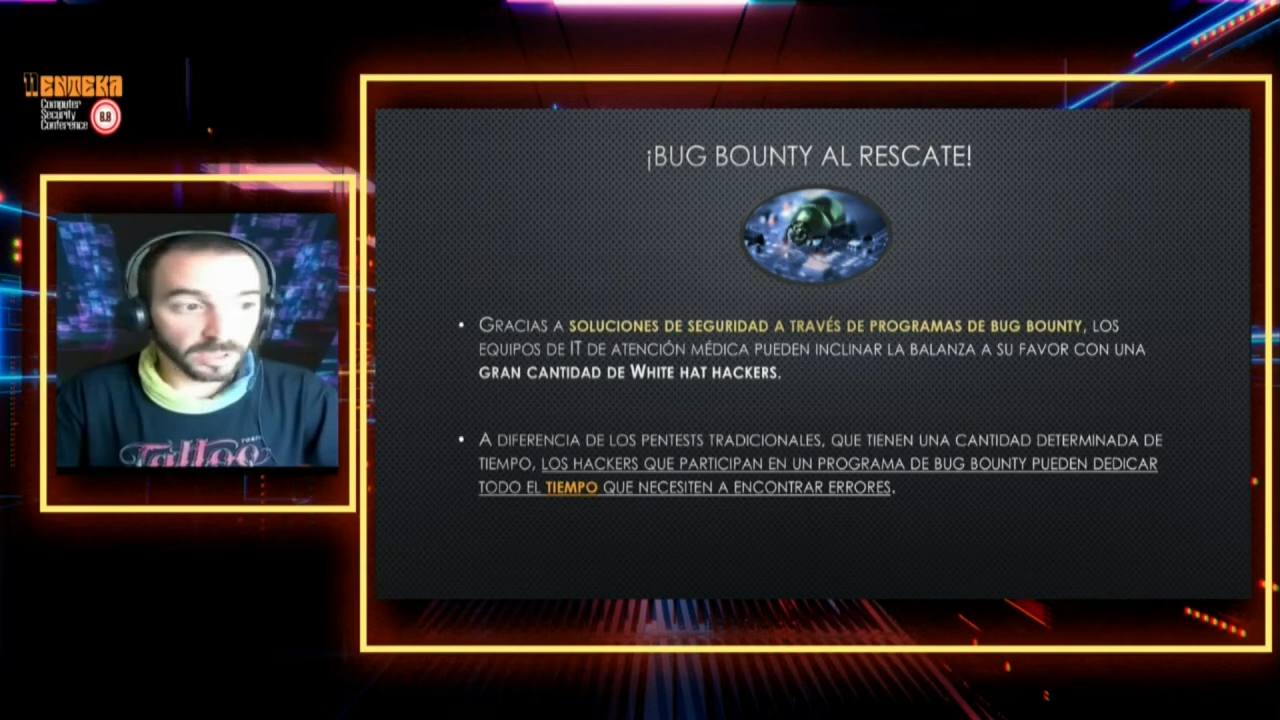 11ENTEKA
Computer
Security
Conference
8.8
¡BUG BOUNTY AL RESCATE!
• GRACIAS A SOLUCIONES DE SEGURIDAD A TRAVÉS DE PROGRAMAS DE BUG BOUNTY, LOS
EQUIPOS DE IT DE ATENCIÓN MÉDICA PUEDEN INCLINAR LA BALANZA A SU FAVOR CON UNA
GRAN CANTIDAD DE WHITE HAT HACKERS.
• A DIFERENCIA DE LOS PENTESTS TRADICIONALES, QUE TIENEN UNA CANTIDAD DETERMINADA DE
TIEMPO, LOS HACKERS QUE PARTICIPAN EN UN PROGRAMA DE BUG BOUNTY PUEDEN DEDICAR
TODO EL TIEMPO QUE NECESITEN A ENCONTRAR ERRORES.
Tattoo